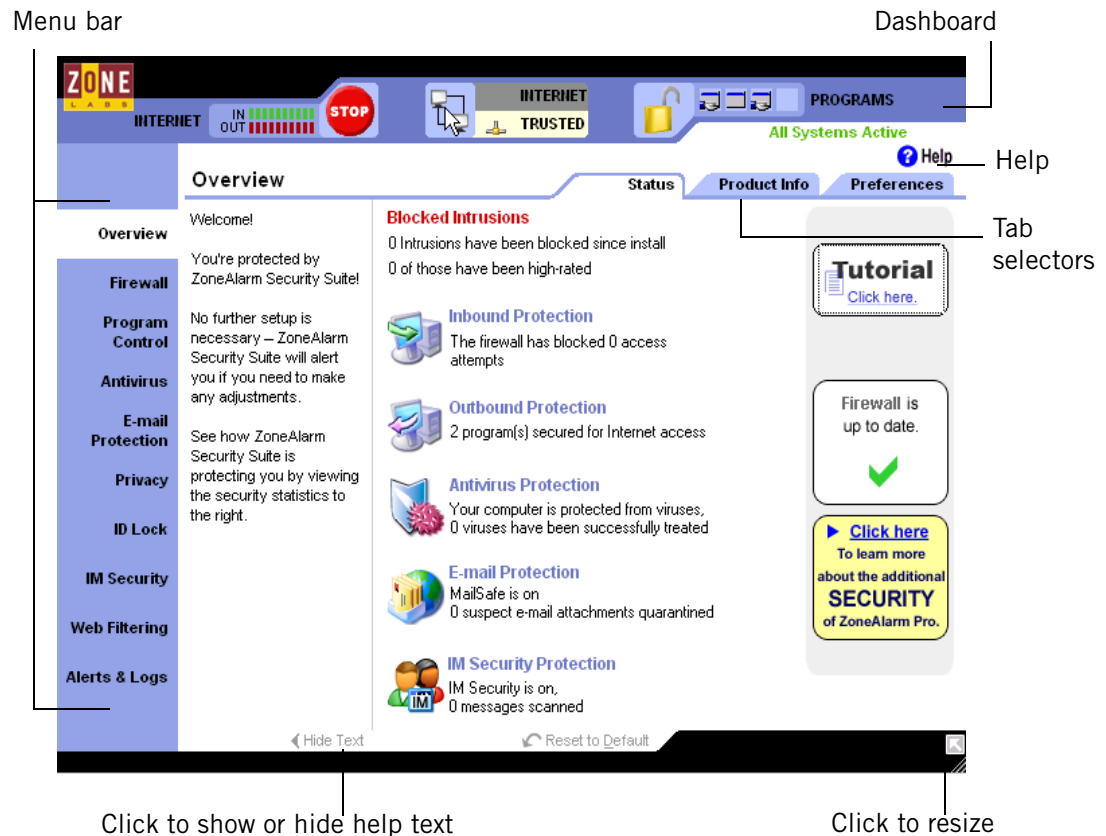 Menu bar
Dashboard
ZONE
LABS
INTERNET
IN
OUT
STOP
INTERNET
TRUSTED
PROGRAMS
All Systems Active
? Help
Help
Overview
Status
Product Info
Preferences
Tab
selectors
Overview
Firewall
Program
Control
Antivirus
E-mail
Protection
Privacy
ID Lock
IM Security
Web Filtering
Alerts & Logs
Welcome!
You're protected by
ZoneAlarm Security Suite!
No further setup is
necessary – ZoneAlarm
Security Suite will alert
you if you need to make
any adjustments.
See how ZoneAlarm
Security Suite is
protecting you by viewing
the security statistics to
the right.
Blocked Intrusions
0 Intrusions have been blocked since install
0 of those have been high-rated
Inbound Protection
The firewall has blocked 0 access
attempts
Outbound Protection
2 program(s) secured for Internet access
Antivirus Protection
Your computer is protected from viruses,
0 viruses have been successfully treated
E-mail Protection
MailSafe is on
0 suspect e-mail attachments quarantined
IM
IM Security Protection
IM Security is on,
0 messages scanned
Tutorial
Click here.
Firewall is
up to date.
Click here
To learn more
about the additional
SECURITY
of ZoneAlarm Pro.
Hide Text
Reset to Default
Click to show or hide help text
Click to resize